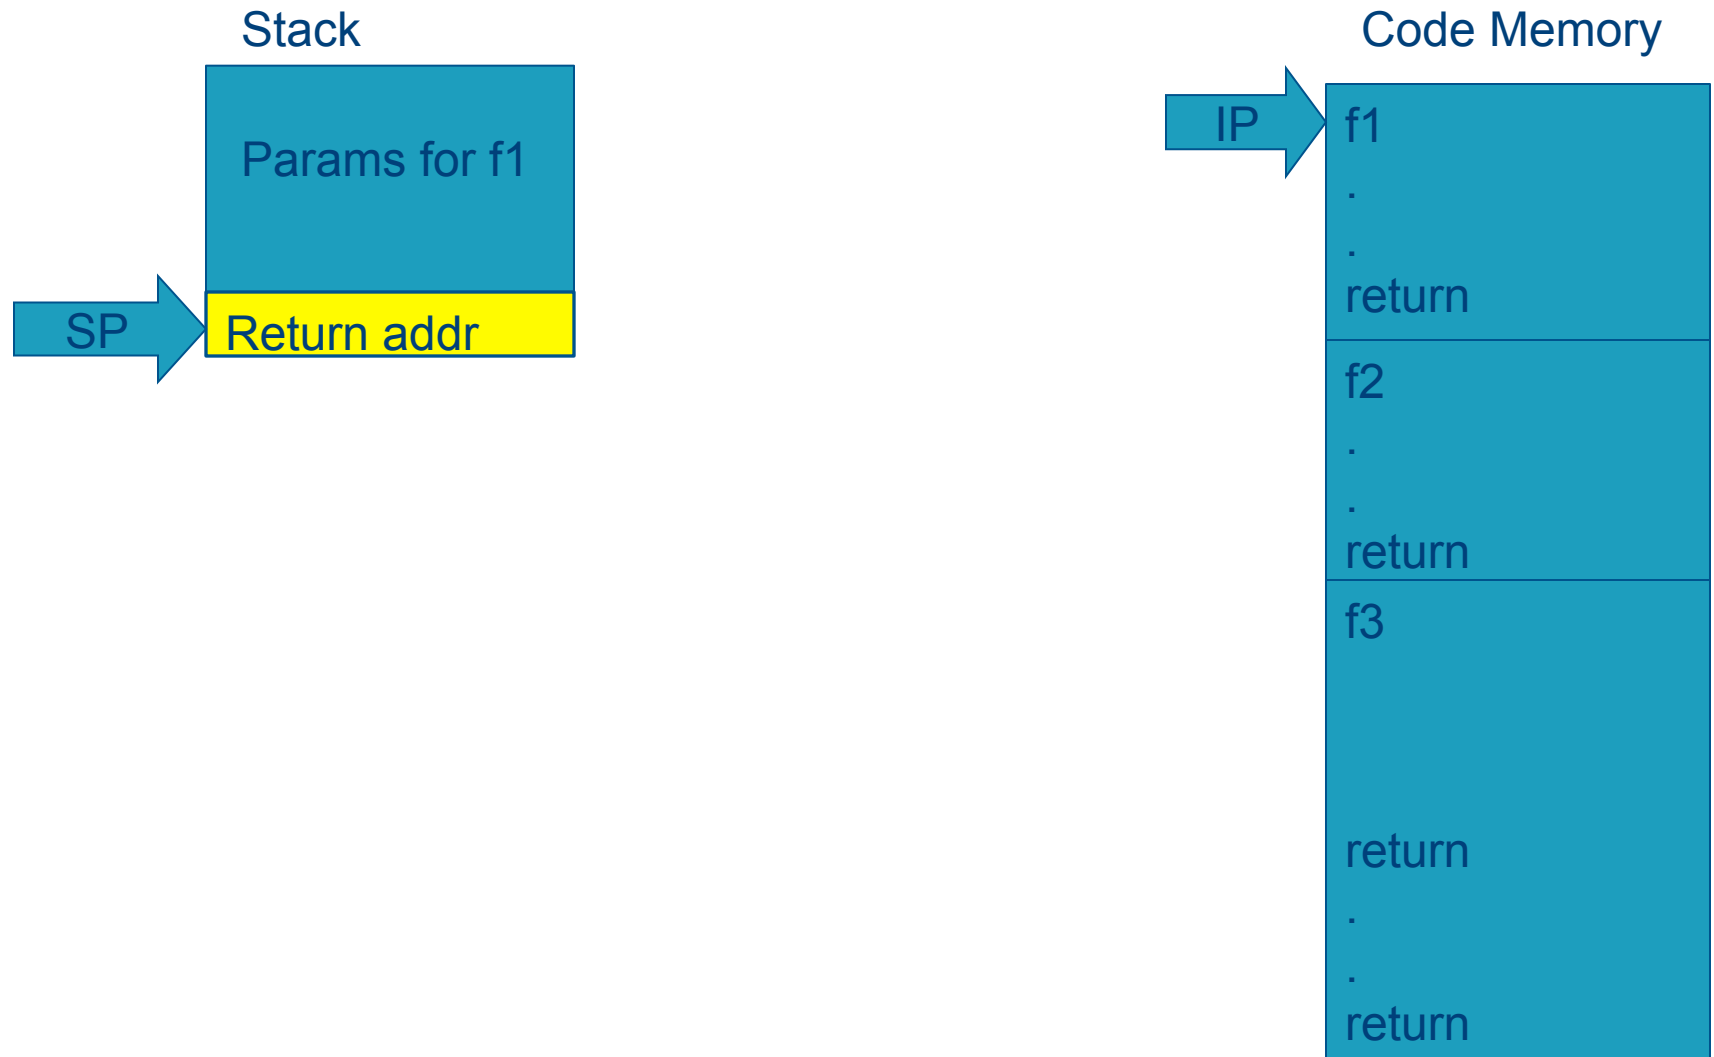 Stack
Params for f1
SP
Return addr
Code Memory
IP
f1
.
.
return
f2
.
.
return
f3
return
.
.
return